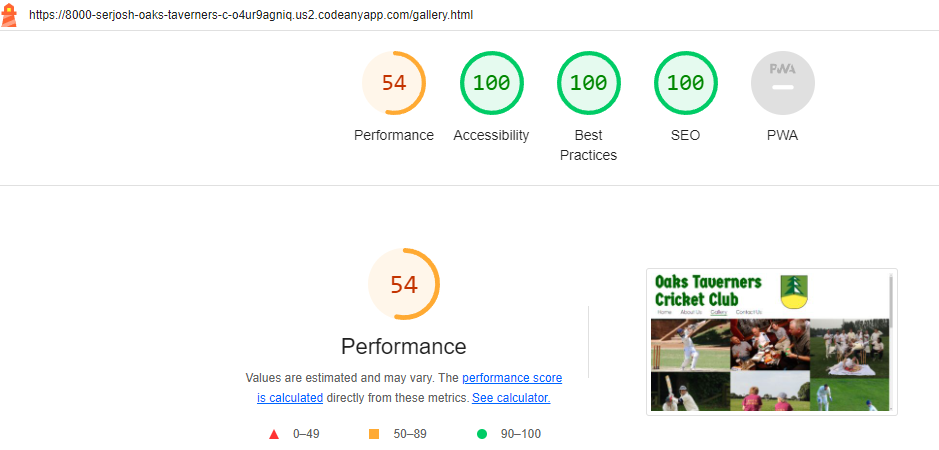 https://8000-serjosh-oaks-taverners-c-o4ur9agniq.us2.codeanyapp.com/gallery.html
54
100
100
100
PWA
Performance
Accessibility
Best
Practices
SEO
PWA
54
Performance
Values are estimated and may vary. The performance score
is calculated directly from these metrics. See calculator.
0–49
50–89
90–100
Oaks Taverners
Cricket Club
Home About Us Gallery Contact Us